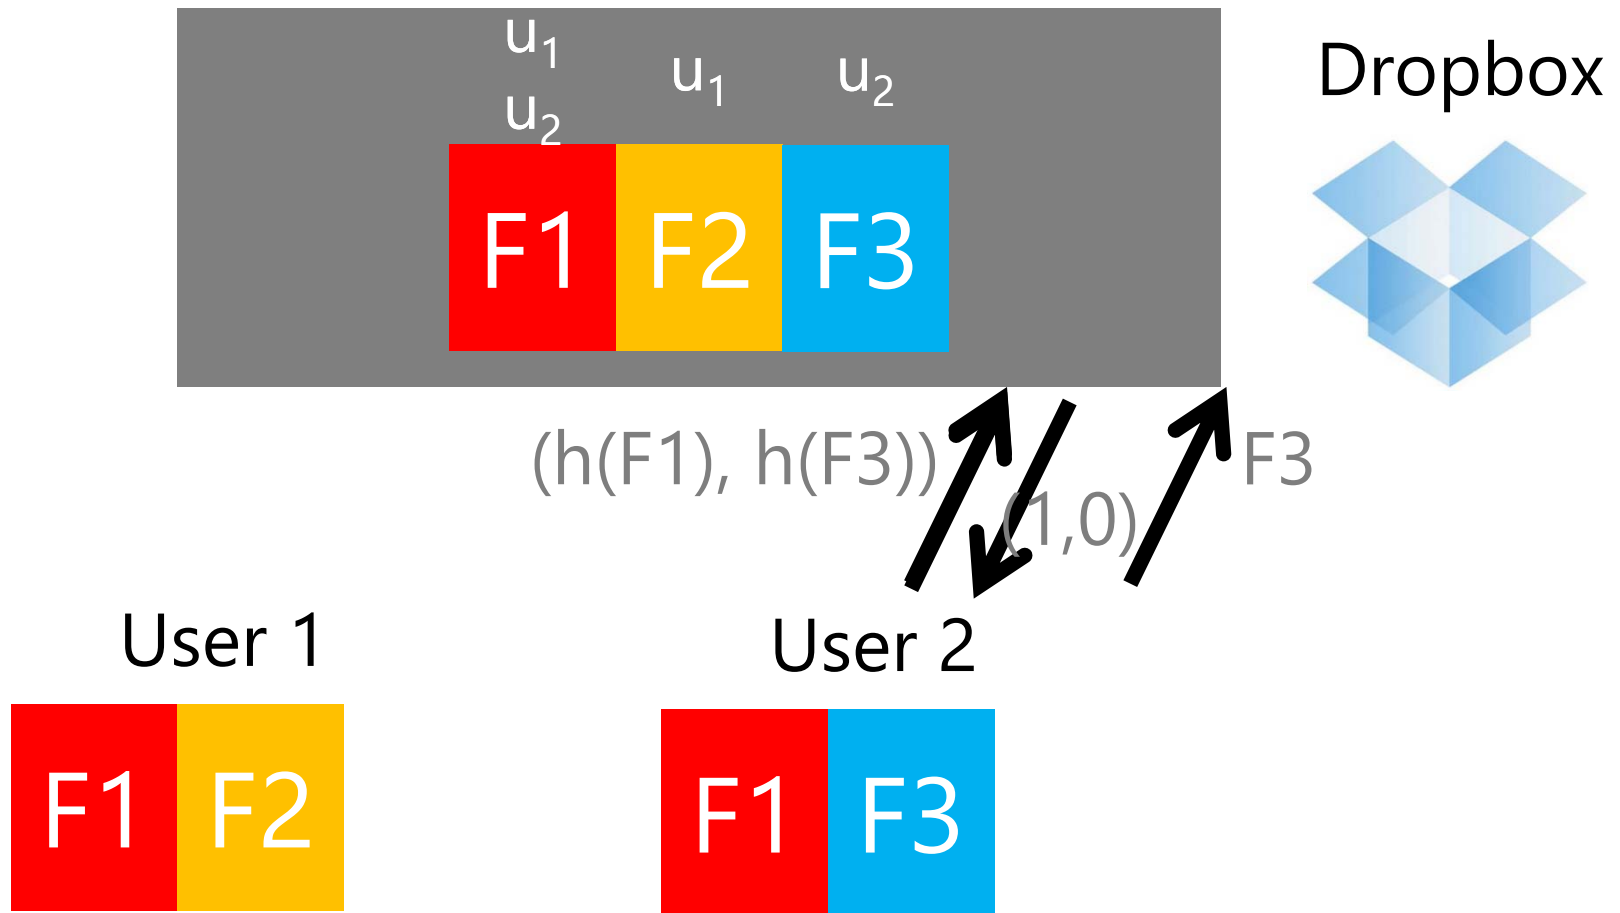 u1
u2
u1
u2
Dropbox
F1
F2
F3
(h(F1), h(F3))
(1,0)
F3
User 1
User 2
F1
F2
F1
F3